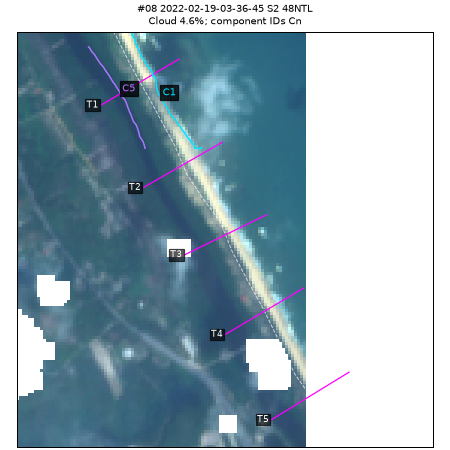 #08 2022-02-19-03-36-45 S2 48NTL
Cloud 4.6%; component IDs Cn
C5
C1
T1
T2
T3
T4
T5